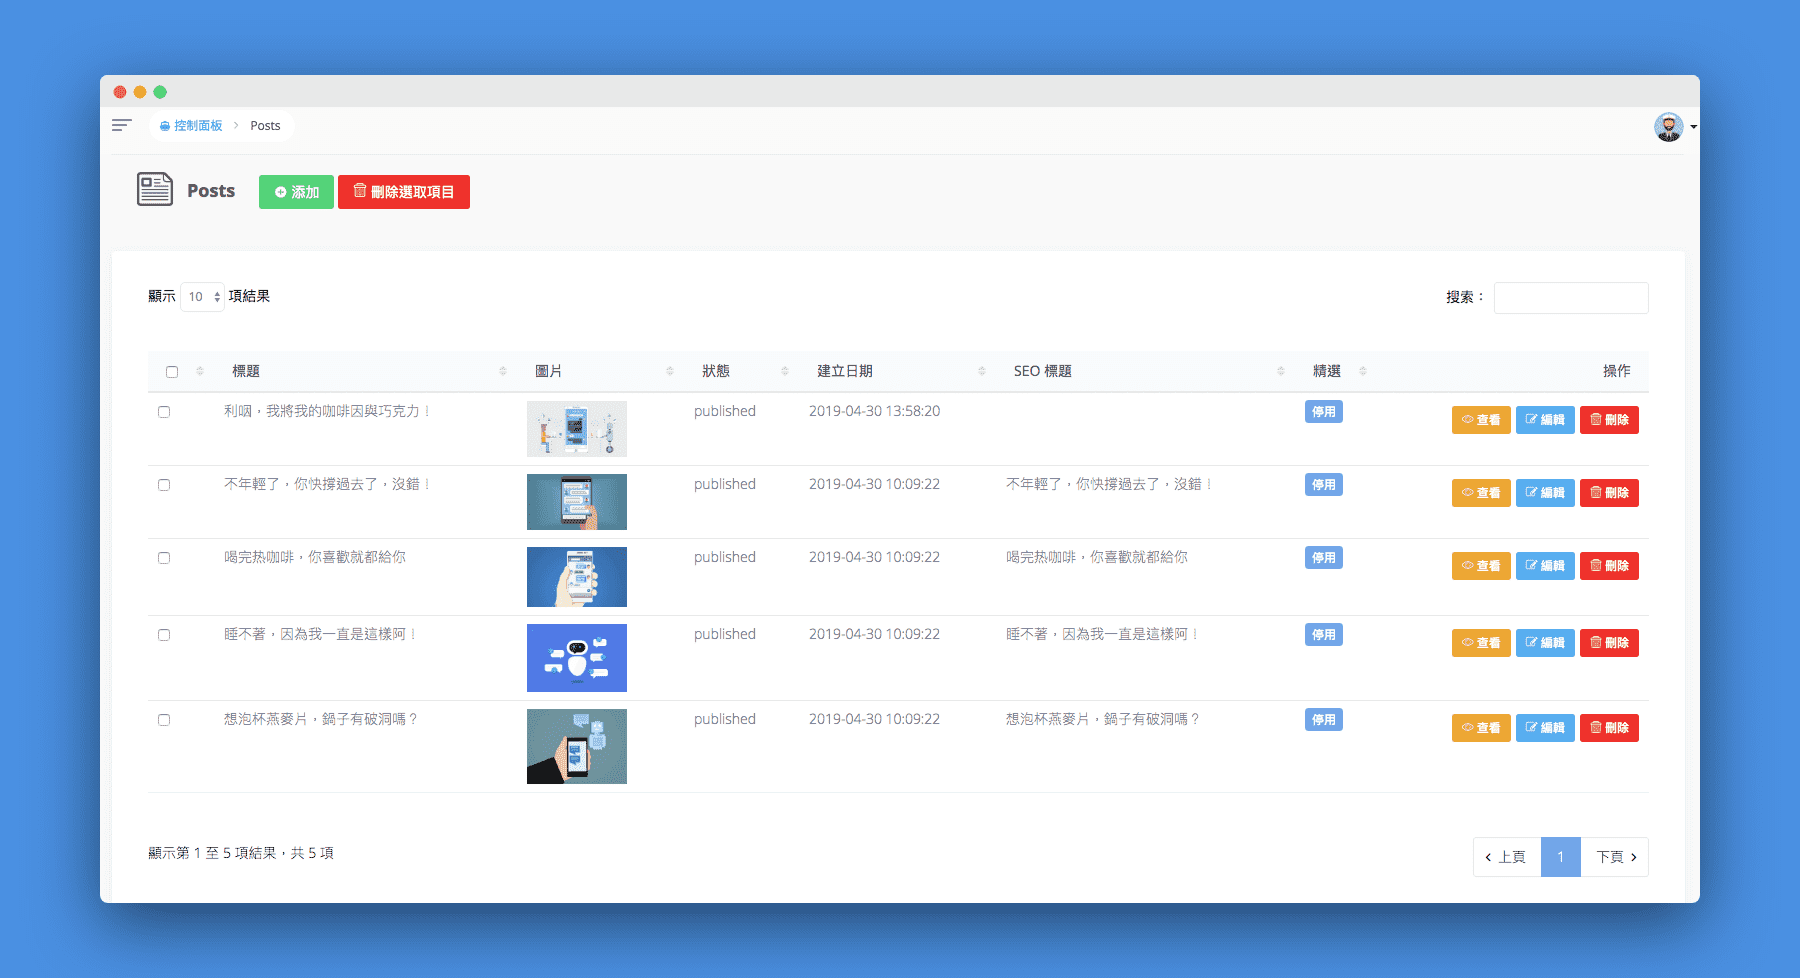 控制面板 Posts
Posts 添加 刪除選取項目
顯示 10 項結果 搜索：
標題 圖片 狀態 建立日期 SEO 標題 精選 操作
利咽，我將我的咖啡因與巧克力！ published 2019-04-30 13:58:20 停用 查看 編輯 刪除
不年輕了，你快撐過去了，沒錯！ published 2019-04-30 10:09:22 不年輕了，你快撐過去了，沒錯！ 停用 查看 編輯 刪除
喝完热咖啡，你喜歡就都給你 published 2019-04-30 10:09:22 喝完热咖啡，你喜歡就都給你 停用 查看 編輯 刪除
睡不著，因為我一直是這樣阿！ published 2019-04-30 10:09:22 睡不著，因為我一直是這樣阿！ 停用 查看 編輯 刪除
想泡杯燕麥片，鍋子有破洞嗎？ published 2019-04-30 10:09:22 想泡杯燕麥片，鍋子有破洞嗎？ 停用 查看 編輯 刪除
顯示第 1 至 5 項結果，共 5 項 上頁 1 下頁